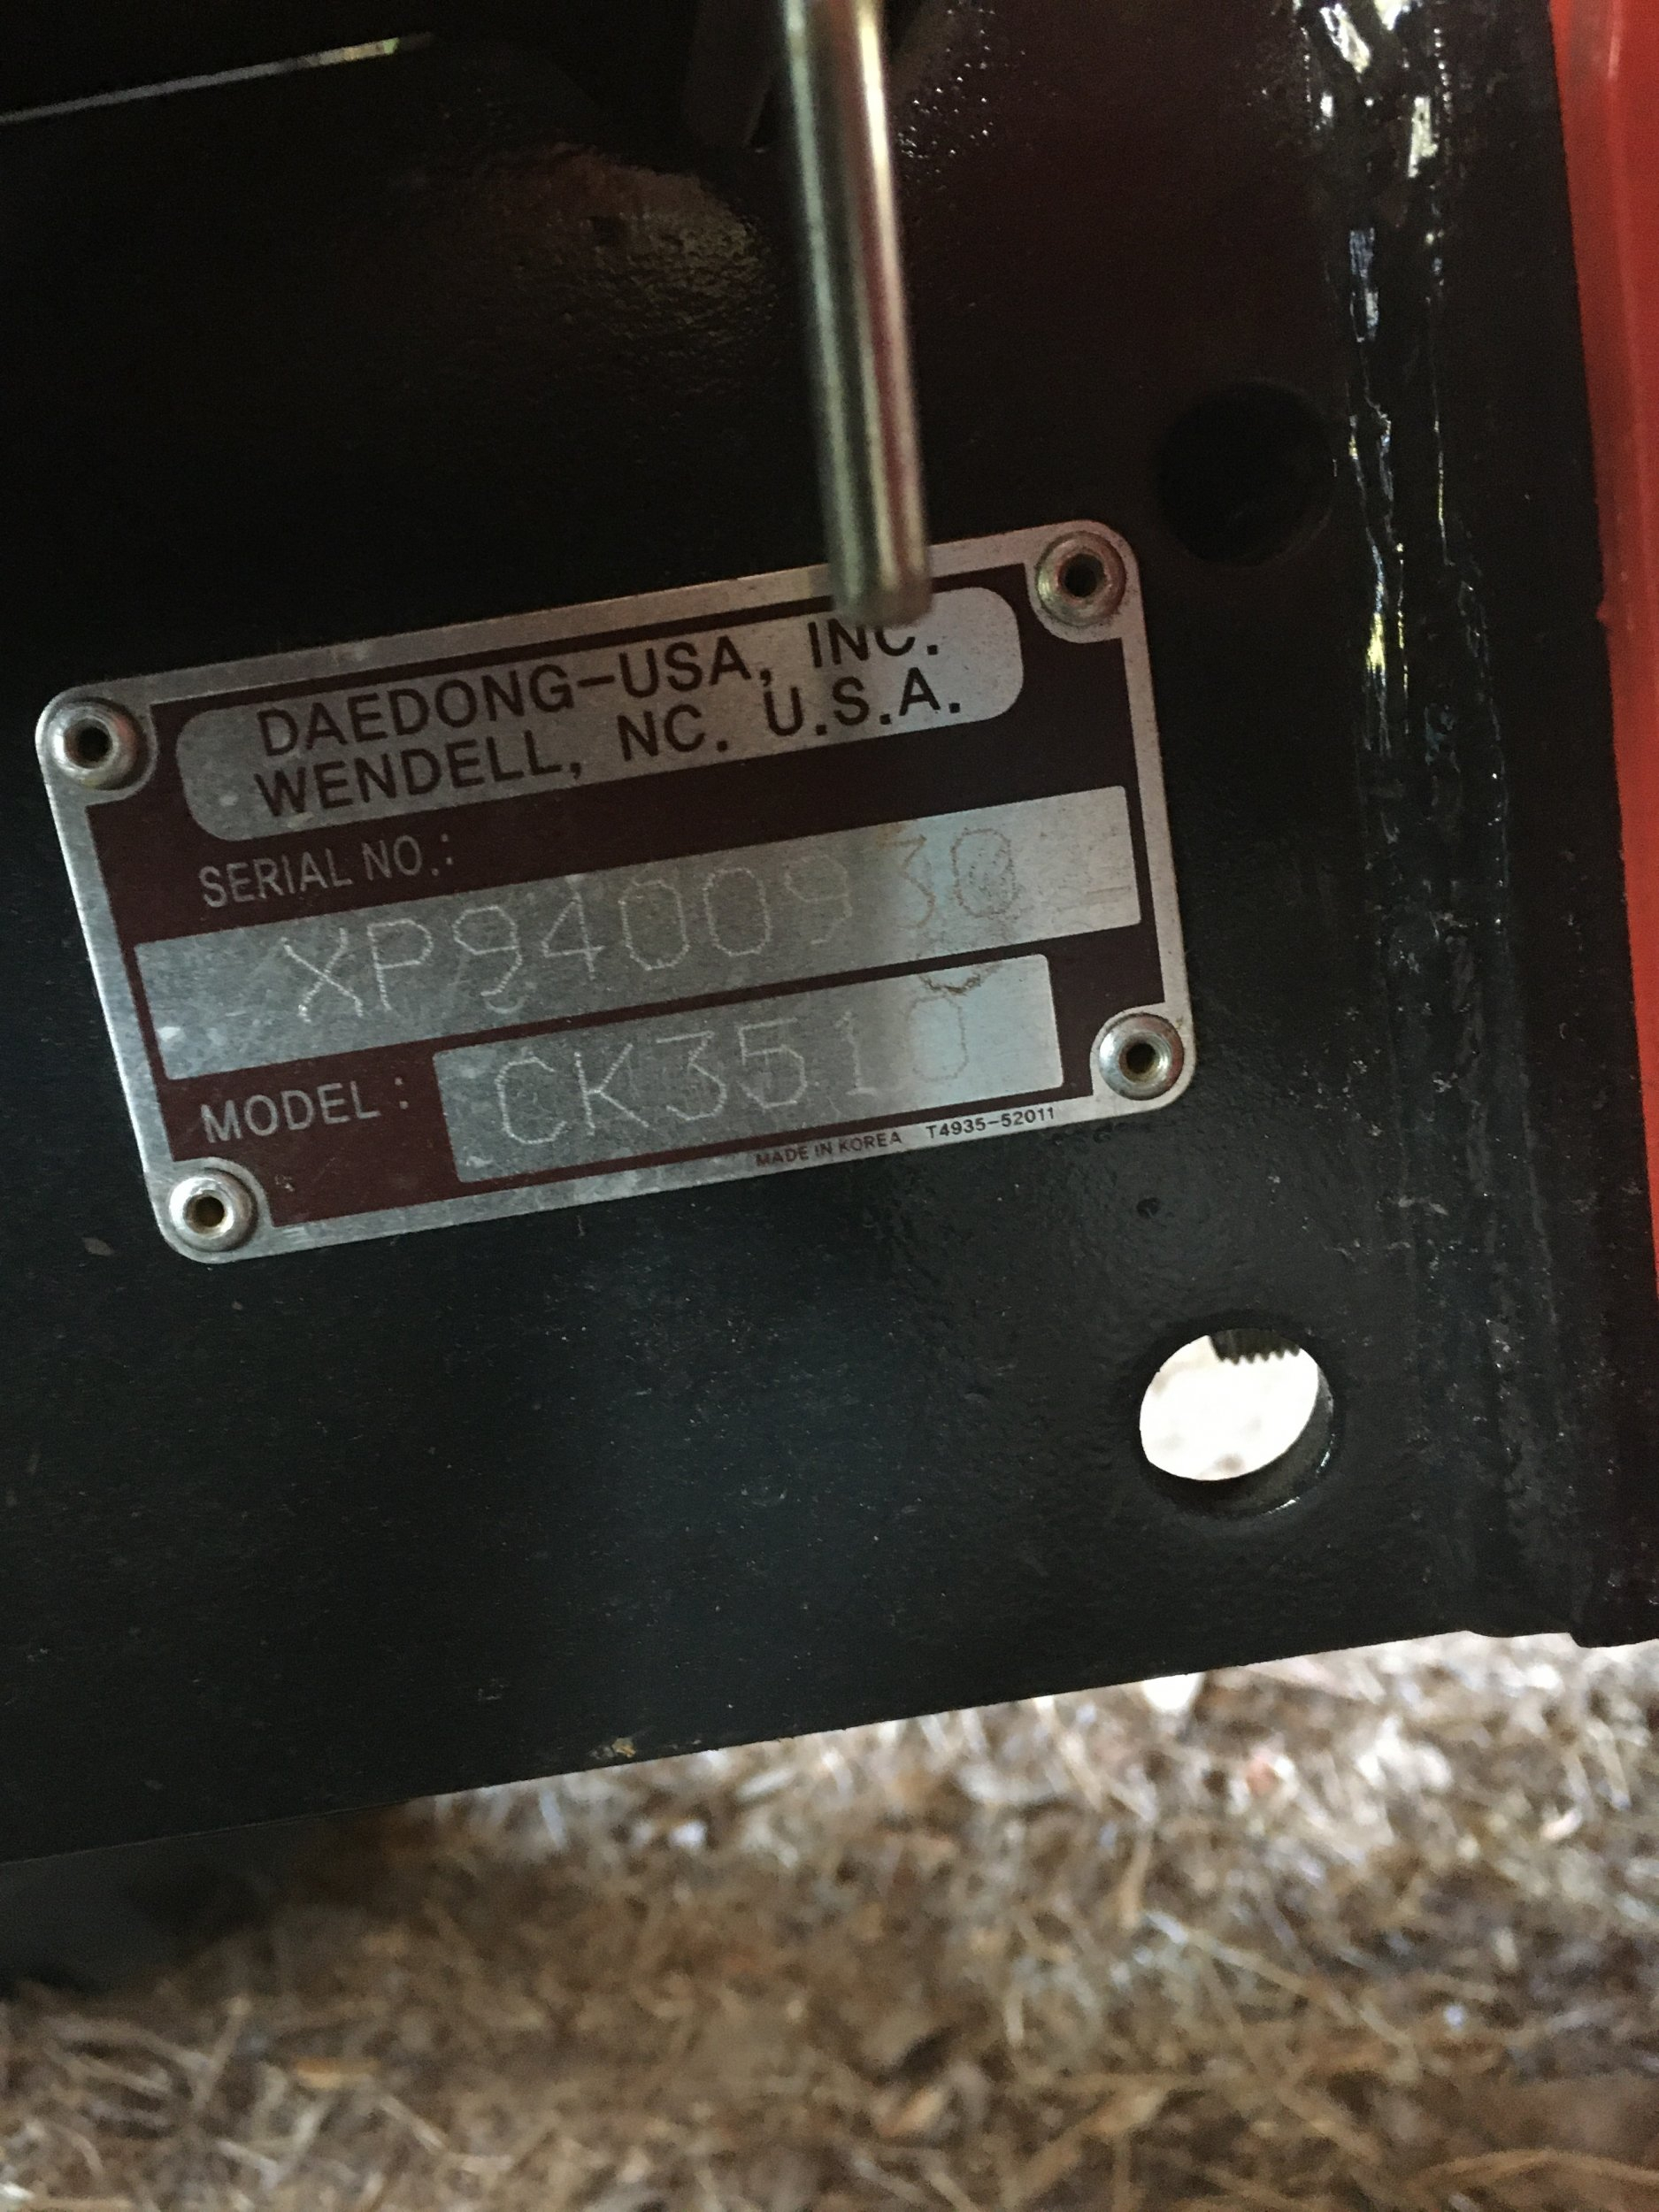 DAEDONG-USA, INC.
WENDELL, NC. U.S.A.
SERIAL NO.:
XP9400930
MODEL: CK3510
MADE IN KOREA T4935-52011